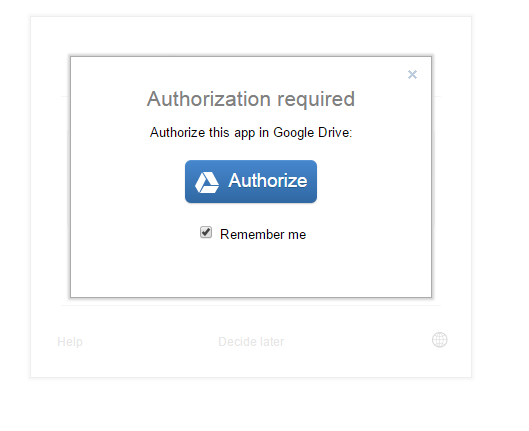 Authorization required
Authorize this app in Google Drive:
Authorize
Remember me
Help
Decide later